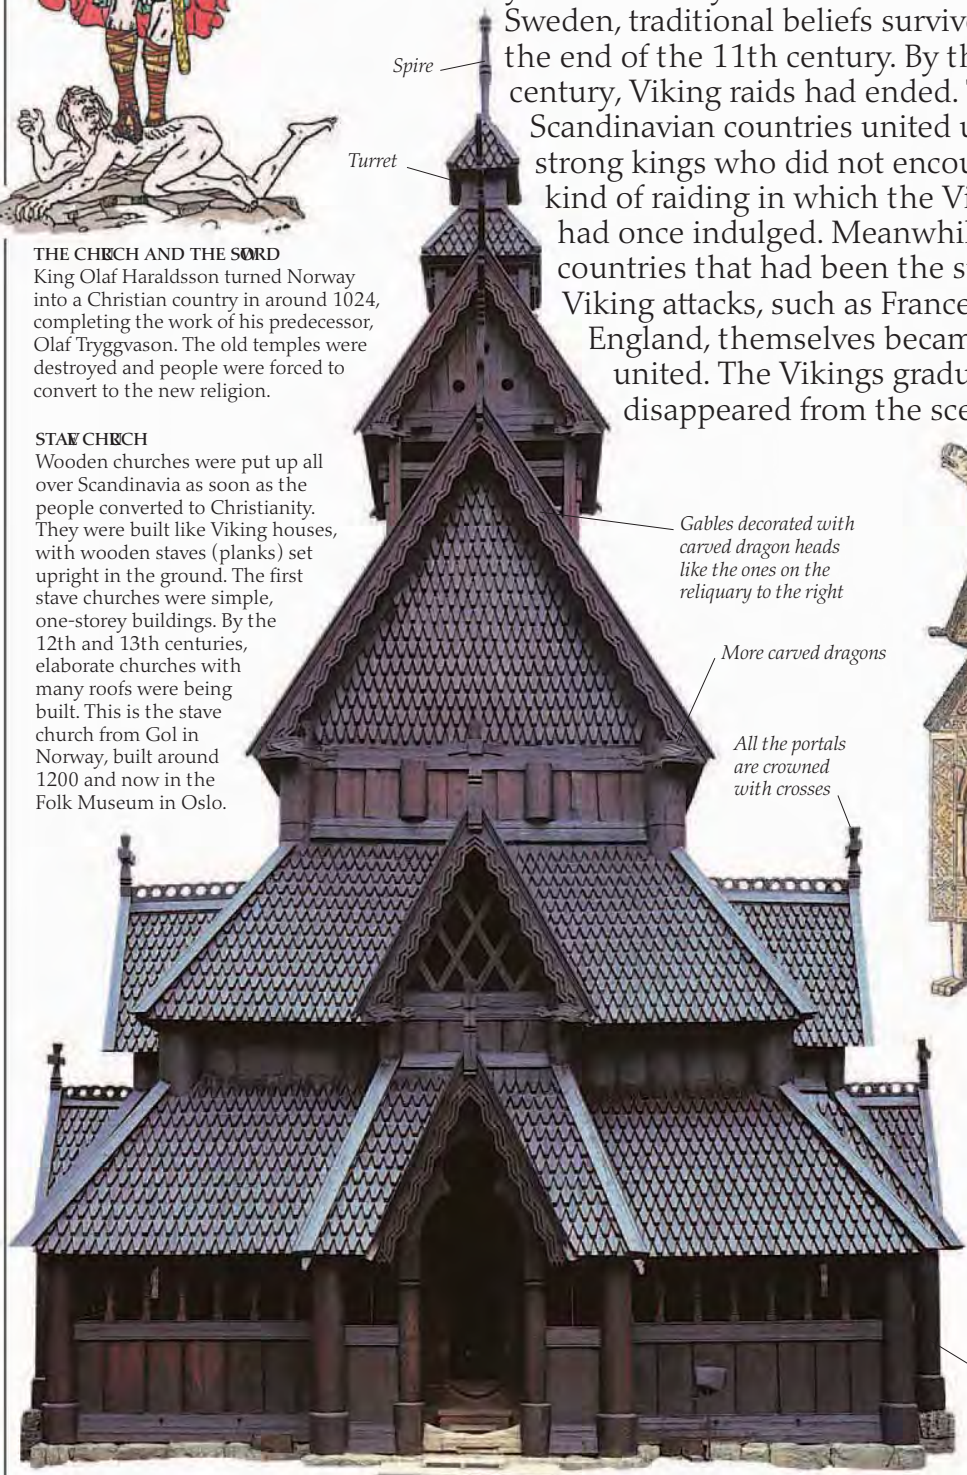 Sweden, traditional beliefs survive
the end of the 11th century. By th
century, Viking raids had ended.
Scandinavian countries united u
strong kings who did not encou
kind of raiding in which the Vi
had once indulged. Meanwhil
countries that had been the s
Viking attacks, such as France
England, themselves becam
united. The Vikings gradu
disappeared from the sce
Spire
Turret
THE CHURCH AND THE SWORD
King Olaf Haraldsson turned Norway
into a Christian country in around 1024,
completing the work of his predecessor,
Olaf Tryggvason. The old temples were
destroyed and people were forced to
convert to the new religion.
STAVE CHURCH
Wooden churches were put up all
over Scandinavia as soon as the
people converted to Christianity.
They were built like Viking houses,
with wooden staves (planks) set
upright in the ground. The first
stave churches were simple,
one-storey buildings. By the
12th and 13th centuries,
elaborate churches with
many roofs were being
built. This is the stave
church from Gol in
Norway, built around
1200 and now in the
Folk Museum in Oslo.
Gables decorated with
carved dragon heads
like the ones on the
reliquary to the right
More carved dragons
All the portals
are crowned
with crosses